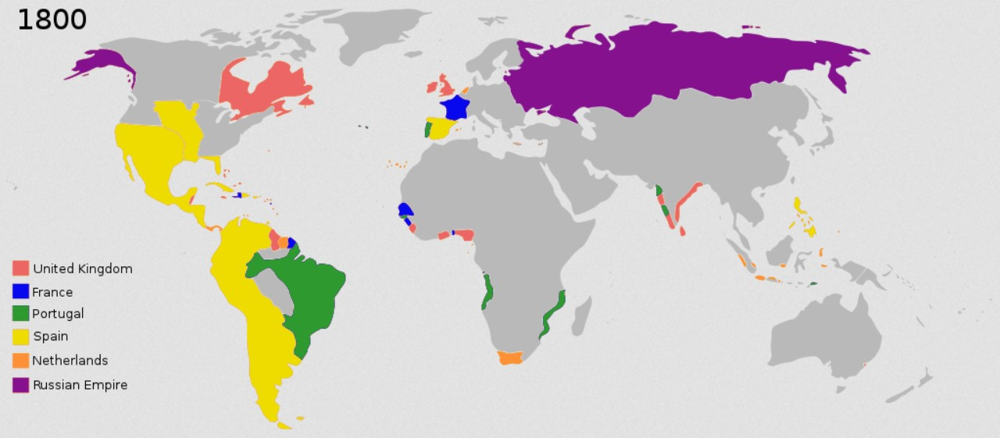 1800
United Kingdom
France
Portugal
Spain
Netherlands
Russian Empire